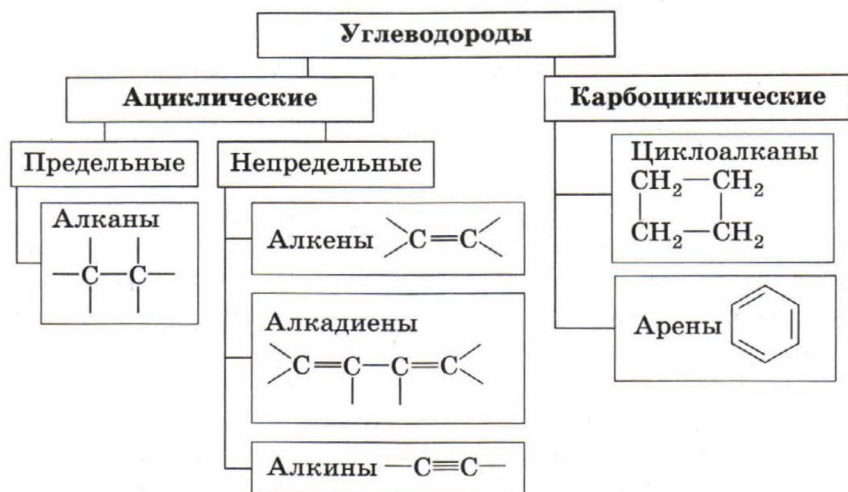 Углеводороды
Ациклические
Карбоциклические
Предельные
Непредельные
Алканы
—C—C—
Алкены C=C
Алкадиены
C=C—C=C
Алкины —C≡C—
Циклоалканы
CH₂—CH₂
CH₂—CH₂
Арены